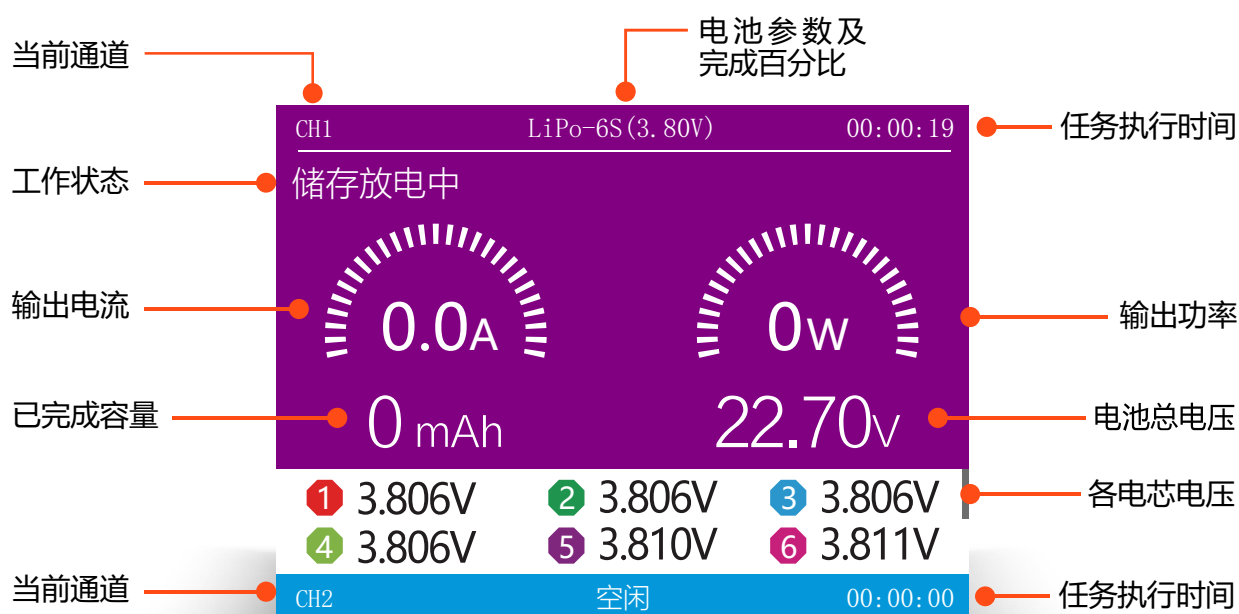 当前通道
电池参数及
完成百分比
CH1 LiPo-6S(3.80V) 00:00:19
任务执行时间
工作状态
储存放电中
输出电流
0.0A
0W
输出功率
已完成容量
0 mAh
22.70V
电池总电压
1 3.806V 2 3.806V 3 3.806V
各电芯电压
4 3.806V 5 3.810V 6 3.811V
当前通道
CH2 空闲 00:00:00
任务执行时间